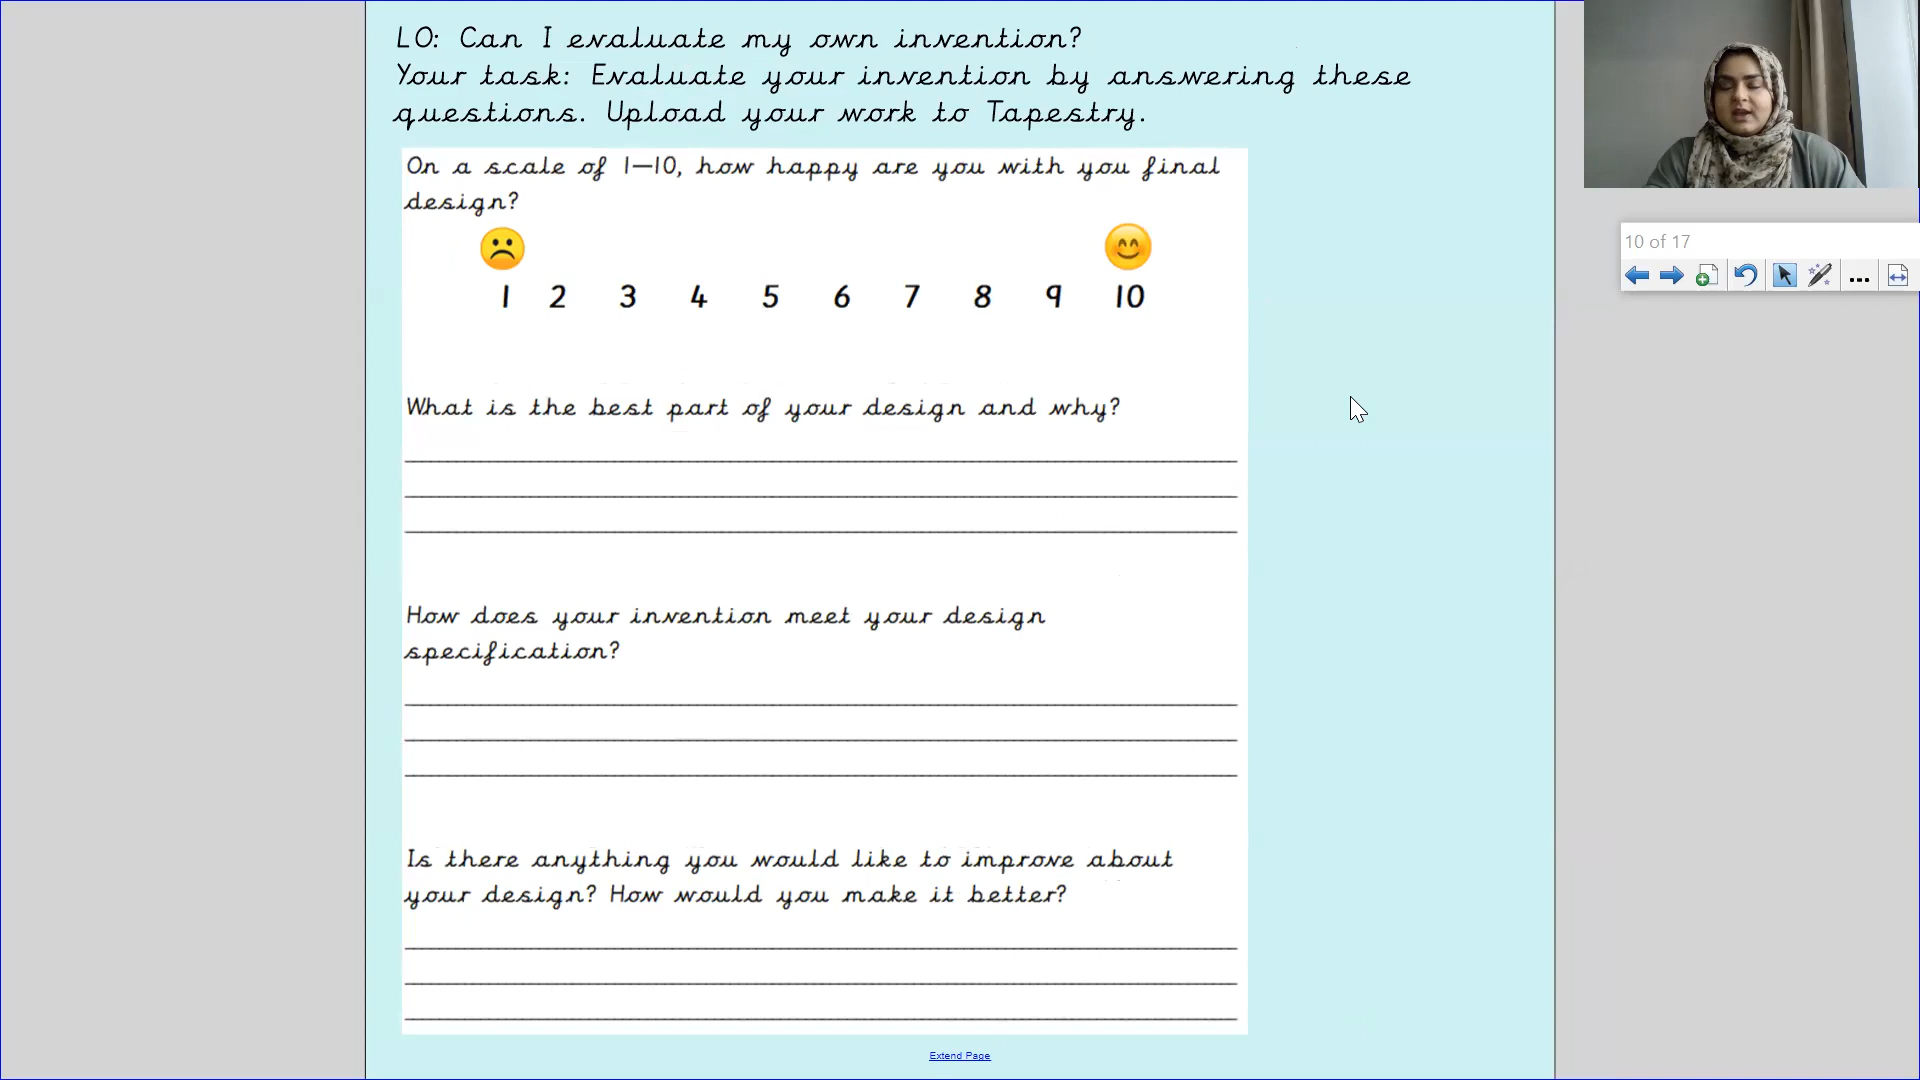 LO: Can I evaluate my own invention?
Your task: Evaluate your invention by answering these
questions. Upload your work to Tapestry.
On a scale of 1—10, how happy are you with you final
design?
1 2 3 4 5 6 7 8 9 10
What is the best part of your design and why?
How does your invention meet your design
specification?
Is there anything you would like to improve about
your design? How would you make it better?
Extend Page
10 of 17